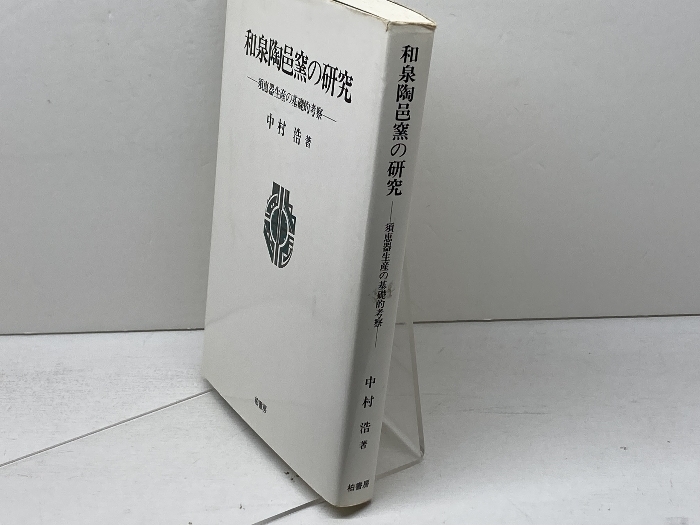 和泉陶邑窯の研究
―須恵器生産の基礎的考察―
中村 浩 著
柏書房
和泉陶邑窯の研究
―須恵器生産の基礎的考察―
中村 浩 著
柏書房